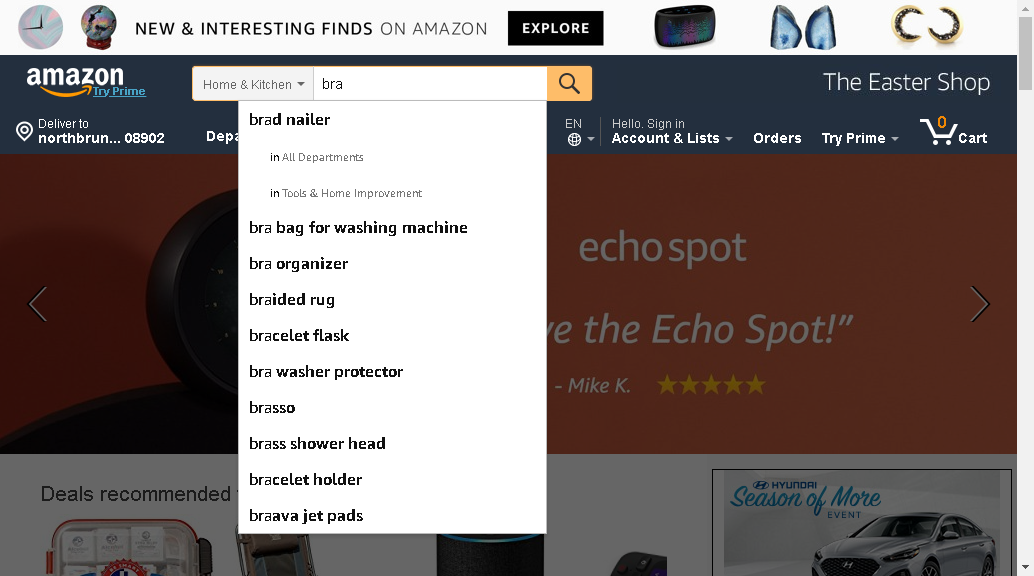 NEW & INTERESTING FINDS ON AMAZON EXPLORE
amazon
Try Prime
Home & Kitchen
bra
The Easter Shop
Deliver to
northbrun... 08902
Depa
EN
Hello. Sign in
Account & Lists
Orders
Try Prime
0
Cart
brad nailer
in All Departments
in Tools & Home Improvement
bra bag for washing machine
bra organizer
braided rug
bracelet flask
bra washer protector
brasso
brass shower head
bracelet holder
braava jet pads
echo spot
ve the Echo Spot!”
- Mike K.
Deals recommended
HYUNDAI
Season of More
EVENT